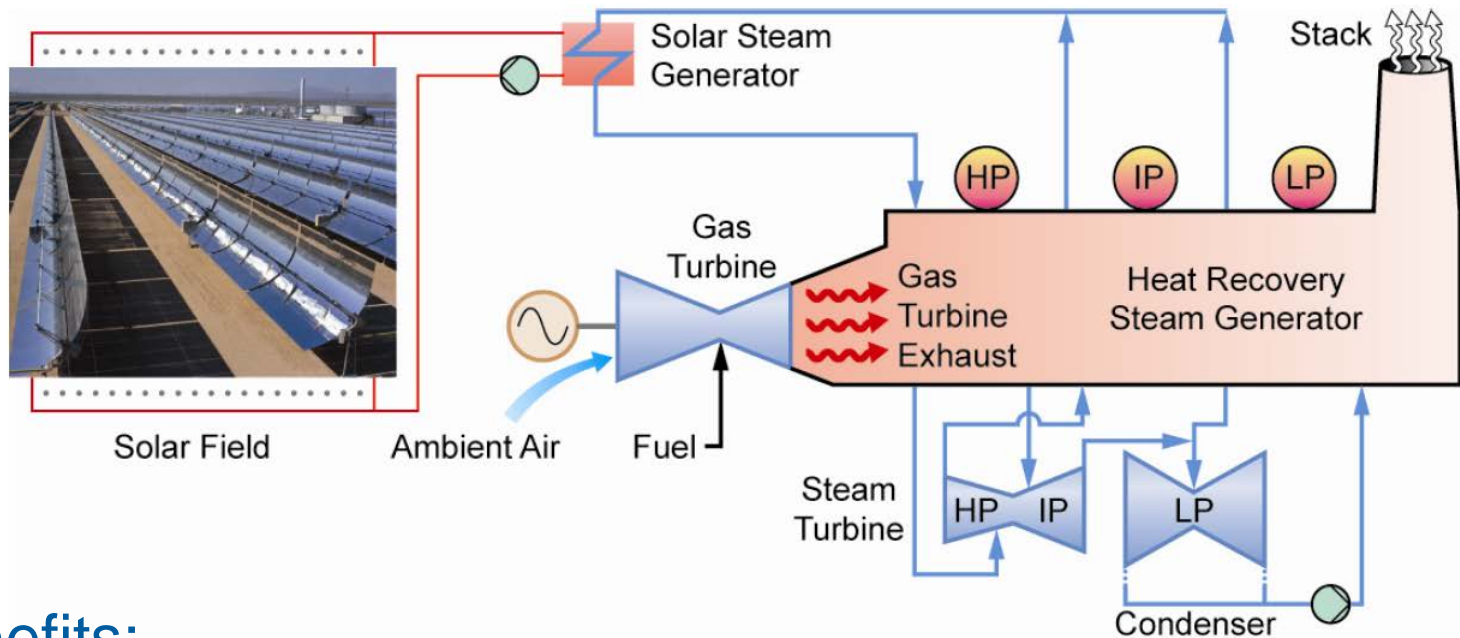 Solar Steam
Generator
Stack
HP
IP
LP
Gas
Turbine
Gas
Turbine
Exhaust
Heat Recovery
Steam Generator
Solar Field
Ambient Air
Fuel
Steam
Turbine
HP
IP
LP
Condenser